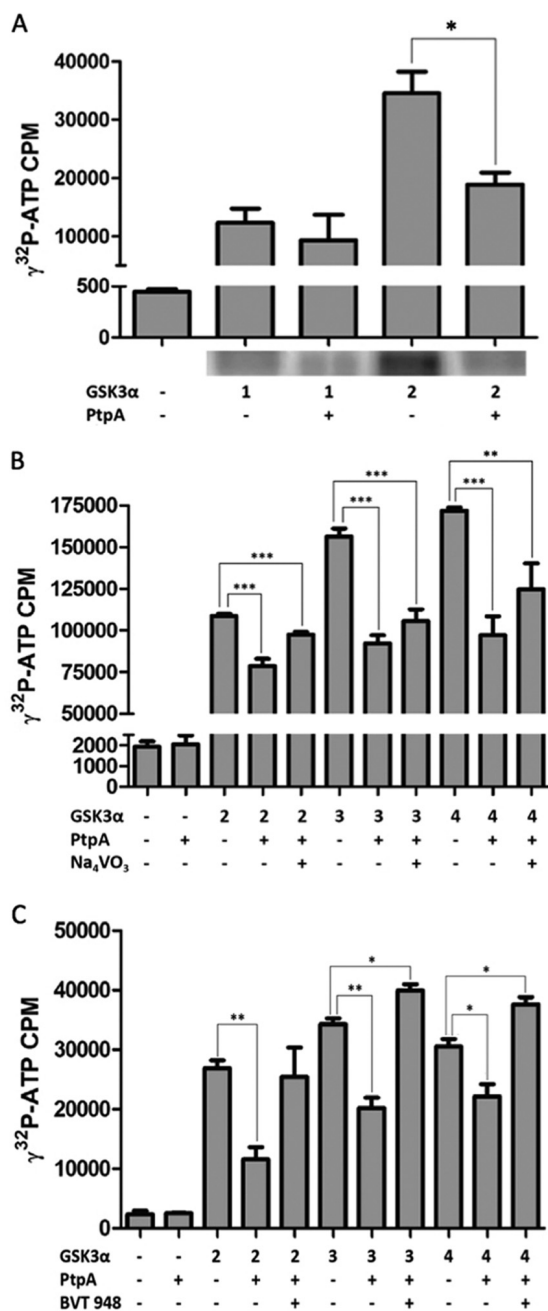 A
*
40000
30000
20000
10000
500
0
γ³²P-ATP CPM
GSK3α - 1 1 2 2
PtpA - - + - +
B
*** *** **
*** *** ***
175000
150000
125000
100000
75000
50000
2000
1000
0
γ³²P-ATP CPM
GSK3α - - 2 2 2 3 3 3 4 4 4
PtpA - + - + + - + + - + +
Na₄VO₃ - - - - + - - + - - +
C
* *
** ** *
50000
40000
30000
20000
10000
0
γ³²P-ATP CPM
GSK3α - - 2 2 2 3 3 3 4 4 4
PtpA - + - + + - + + - + +
BVT 948 - - - - + - - + - - +